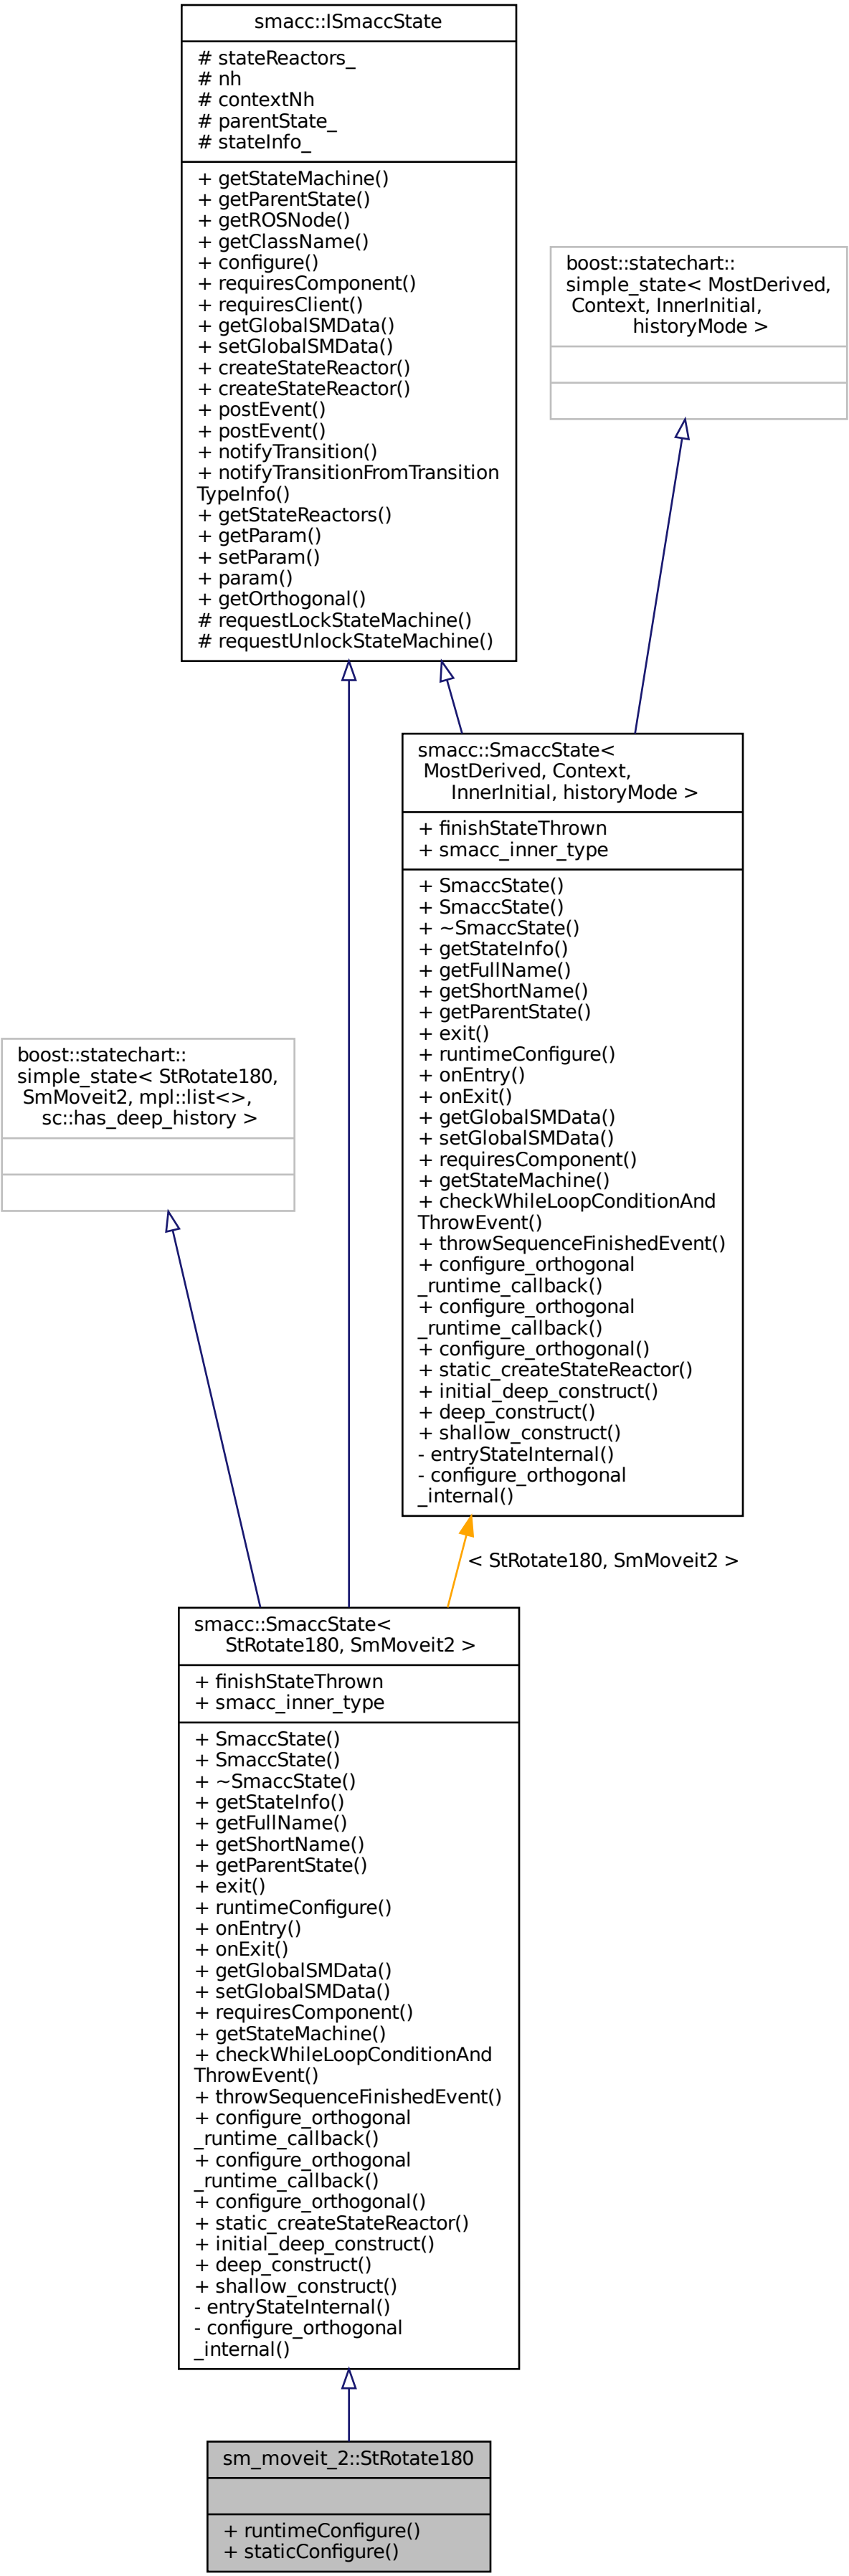 smacc::ISmaccState
# stateReactors_
# nh
# contextNh
# parentState_
# stateInfo_
+ getStateMachine()
+ getParentState()
+ getROSNode()
+ getClassName()
+ configure()
+ requiresComponent()
+ requiresClient()
+ getGlobalSMData()
+ setGlobalSMData()
+ createStateReactor()
+ createStateReactor()
+ postEvent()
+ postEvent()
+ notifyTransition()
+ notifyTransitionFromTransition
TypeInfo()
+ getStateReactors()
+ getParam()
+ setParam()
+ param()
+ getOrthogonal()
# requestLockStateMachine()
# requestUnlockStateMachine()
boost::statechart::
simple_state< MostDerived,
Context, InnerInitial,
historyMode >
smacc::SmaccState<
MostDerived, Context,
InnerInitial, historyMode >
+ finishStateThrown
+ smacc_inner_type
+ SmaccState()
+ SmaccState()
+ ~SmaccState()
+ getStateInfo()
+ getFullName()
+ getShortName()
+ getParentState()
+ exit()
+ runtimeConfigure()
+ onEntry()
+ onExit()
+ getGlobalSMData()
+ setGlobalSMData()
+ requiresComponent()
+ getStateMachine()
+ checkWhileLoopConditionAnd
ThrowEvent()
+ throwSequenceFinishedEvent()
+ configure_orthogonal
_runtime_callback()
+ configure_orthogonal
_runtime_callback()
+ configure_orthogonal()
+ static_createStateReactor()
+ initial_deep_construct()
+ deep_construct()
+ shallow_construct()
- entryStateInternal()
- configure_orthogonal
_internal()
boost::statechart::
simple_state< StRotate180,
SmMoveit2, mpl::list<>,
sc::has_deep_history >
< StRotate180, SmMoveit2 >
smacc::SmaccState<
StRotate180, SmMoveit2 >
+ finishStateThrown
+ smacc_inner_type
+ SmaccState()
+ SmaccState()
+ ~SmaccState()
+ getStateInfo()
+ getFullName()
+ getShortName()
+ getParentState()
+ exit()
+ runtimeConfigure()
+ onEntry()
+ onExit()
+ getGlobalSMData()
+ setGlobalSMData()
+ requiresComponent()
+ getStateMachine()
+ checkWhileLoopConditionAnd
ThrowEvent()
+ throwSequenceFinishedEvent()
+ configure_orthogonal
_runtime_callback()
+ configure_orthogonal
_runtime_callback()
+ configure_orthogonal()
+ static_createStateReactor()
+ initial_deep_construct()
+ deep_construct()
+ shallow_construct()
- entryStateInternal()
- configure_orthogonal
_internal()
sm_moveit_2::StRotate180
+ runtimeConfigure()
+ staticConfigure()